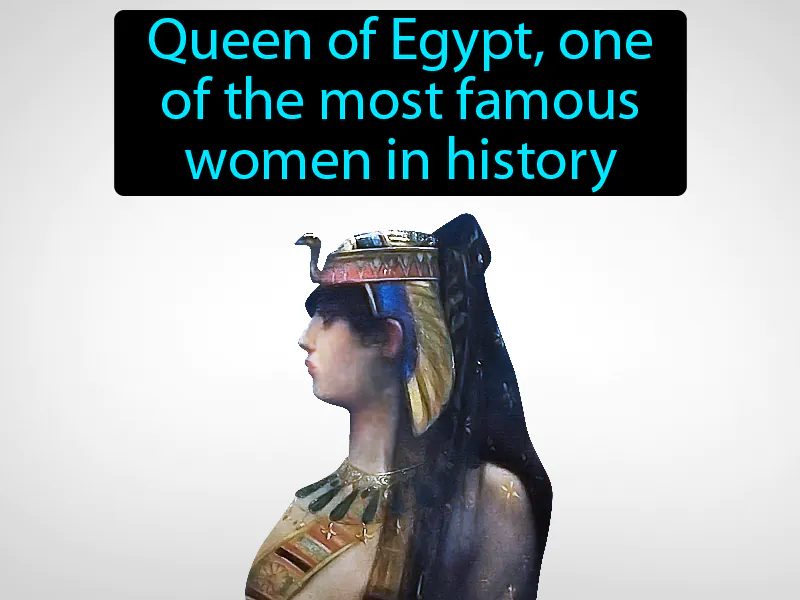 Queen of Egypt, one
of the most famous
women in history